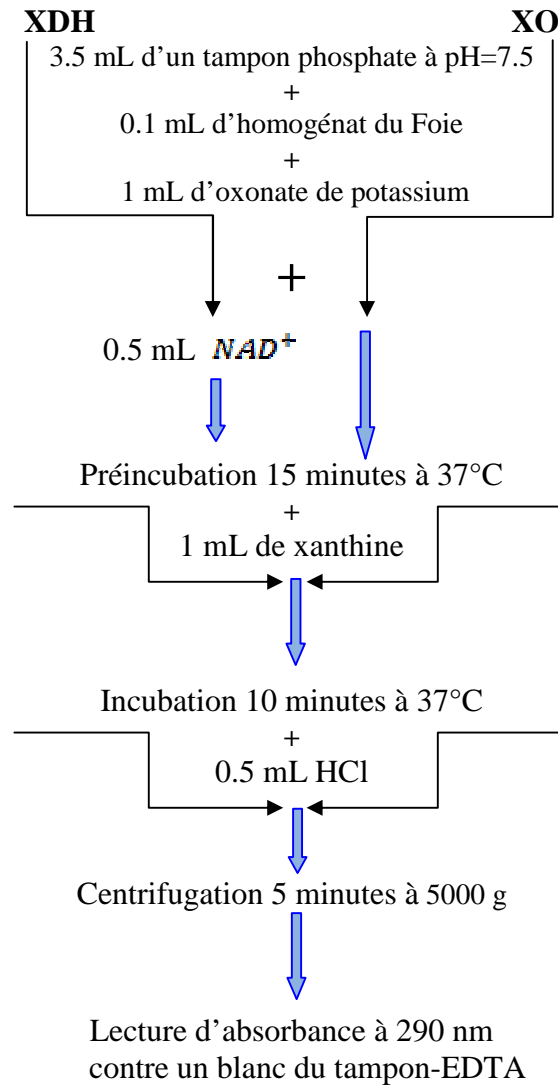 XDH XO
3.5 mL d’un tampon phosphate à pH=7.5
+
0.1 mL d’homogénat du Foie
+
1 mL d’oxonate de potassium
+
0.5 mL NAD⁺
Préincubation 15 minutes à 37°C
+
1 mL de xanthine
Incubation 10 minutes à 37°C
+
0.5 mL HCl
Centrifugation 5 minutes à 5000 g
Lecture d’absorbance à 290 nm
contre un blanc du tampon-EDTA